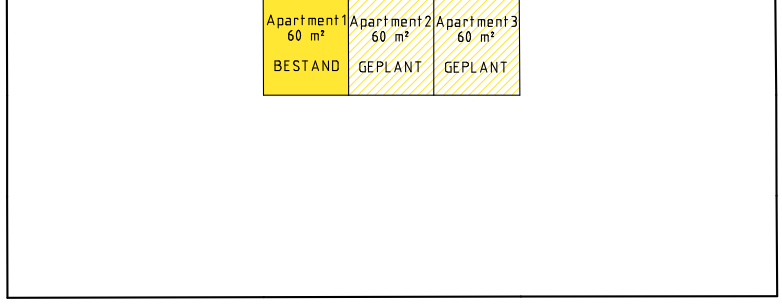 Apartment1
60 m²
BESTAND
Apartment2
60 m²
GEPLANT
Apartment3
60 m²
GEPLANT